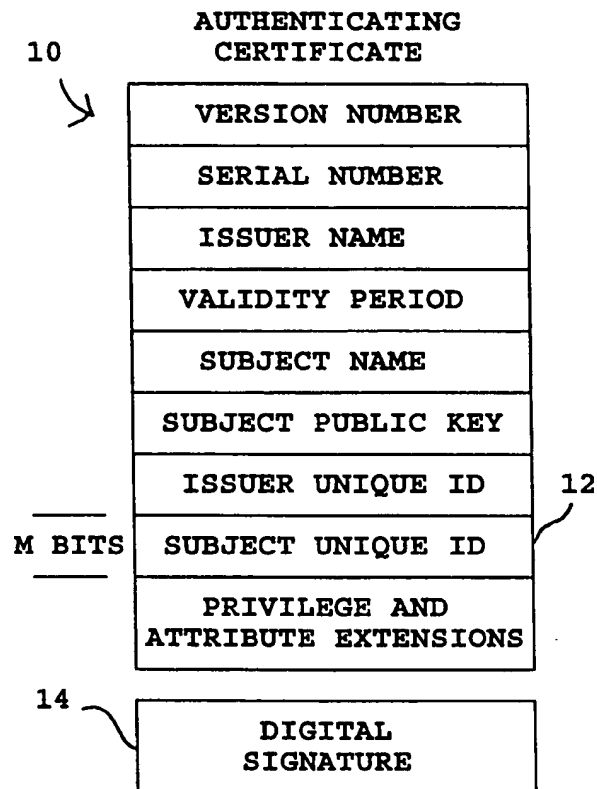 AUTHENTICATING
CERTIFICATE
10
VERSION NUMBER
SERIAL NUMBER
ISSUER NAME
VALIDITY PERIOD
SUBJECT NAME
SUBJECT PUBLIC KEY
ISSUER UNIQUE ID
12
M BITS
SUBJECT UNIQUE ID
PRIVILEGE AND
ATTRIBUTE EXTENSIONS
14
DIGITAL
SIGNATURE